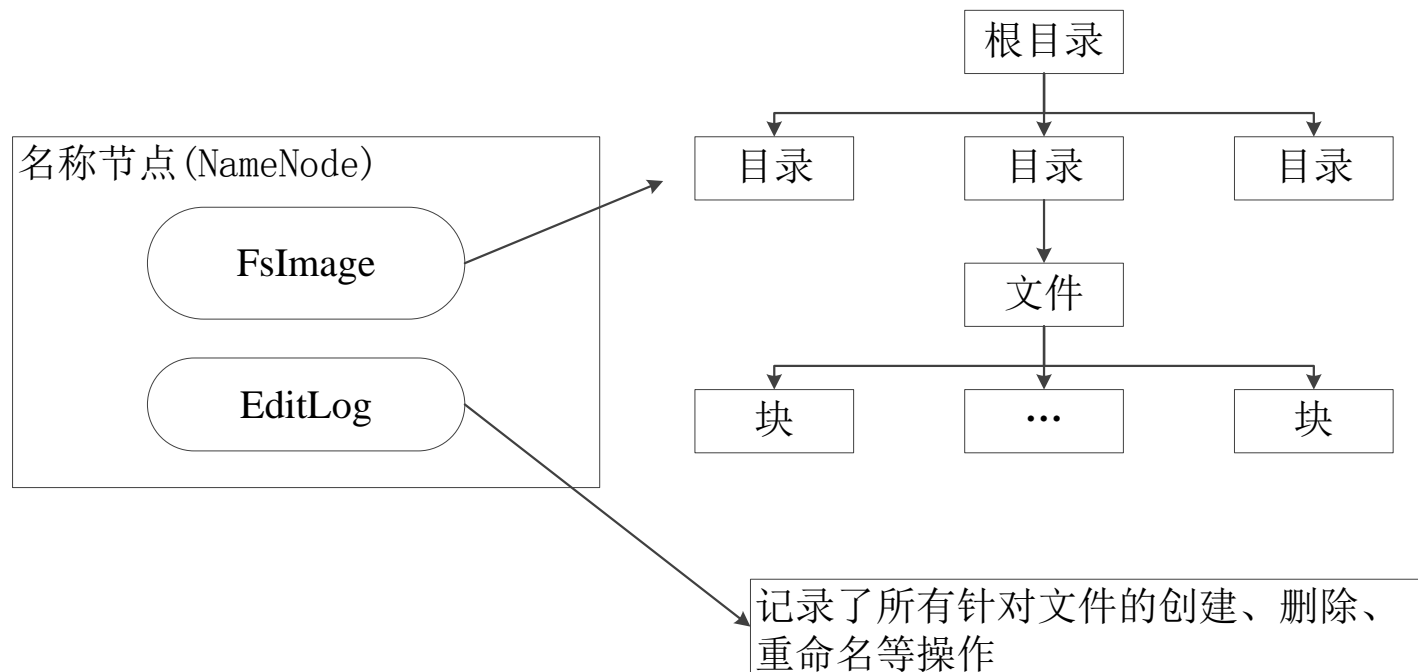 根目录
目录 目录 目录
名称节点(NameNode)
FsImage
文件
EditLog
块 … 块
记录了所有针对文件的创建、删除、
重命名等操作